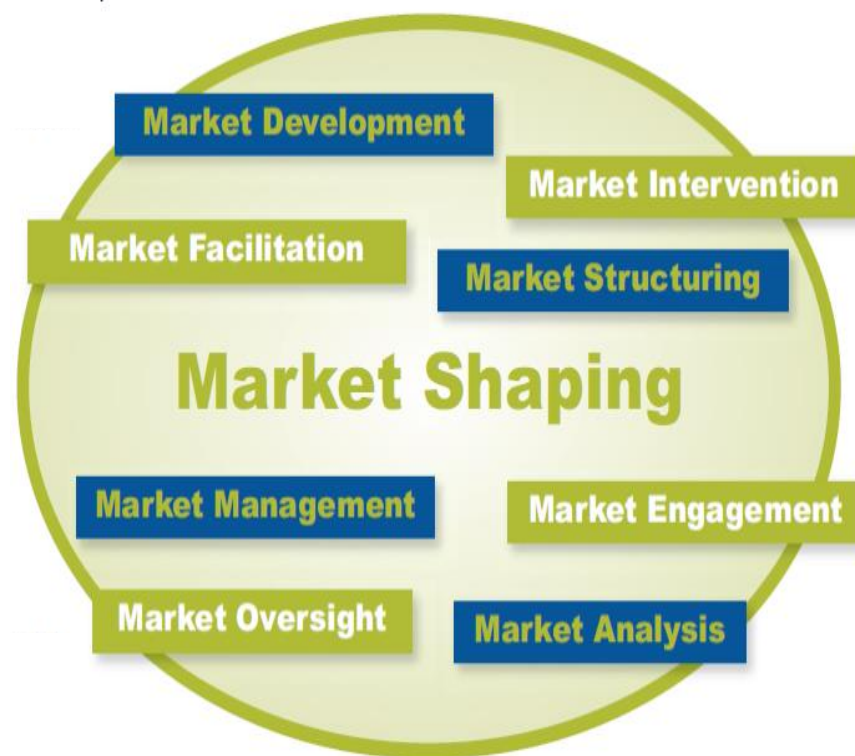 Market Development
Market Intervention
Market Facilitation
Market Structuring
Market Shaping
Market Management
Market Engagement
Market Oversight
Market Analysis